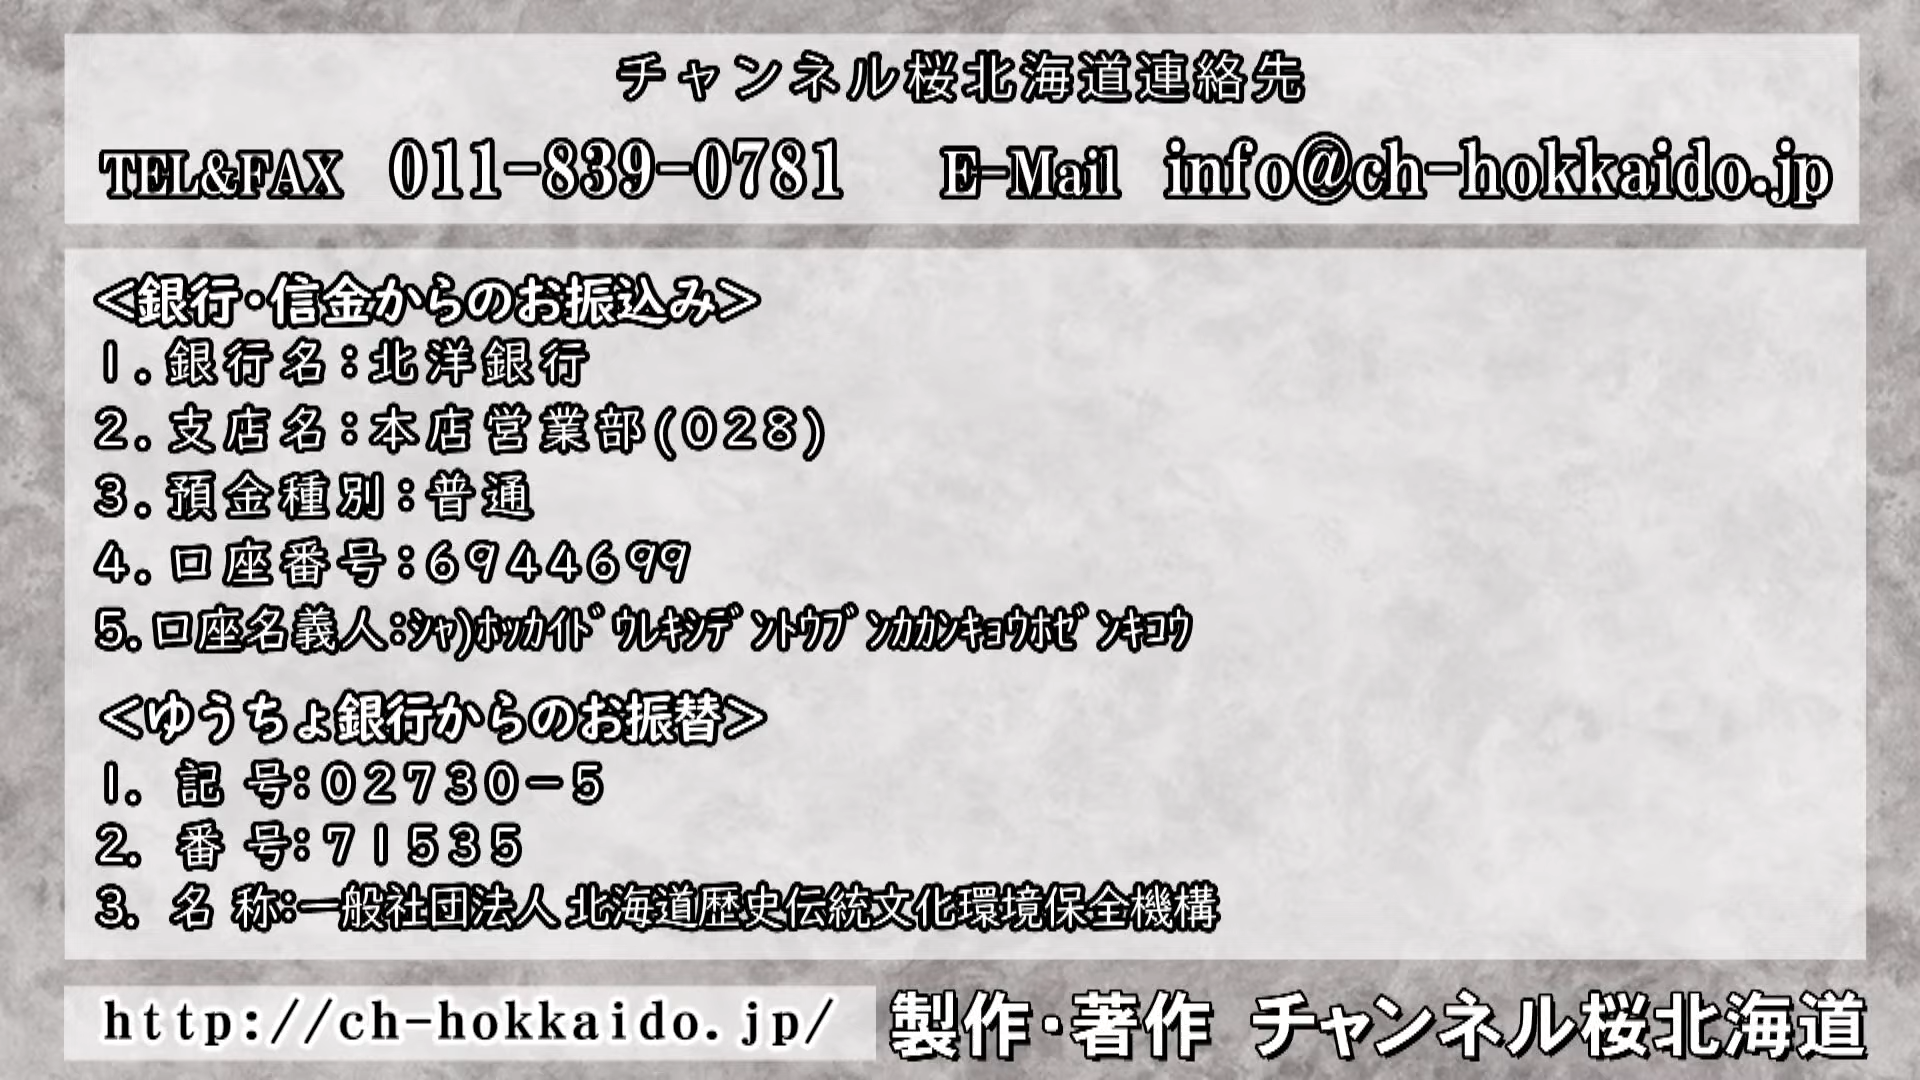 チャンネル桜北海道連絡先
TEL&FAX 011-839-0781 E-Mail info@ch-hokkaido.jp
＜銀行・信金からのお振込み＞
1.銀行名：北洋銀行
2.支店名：本店営業部(028)
3.預金種別：普通
4.口座番号：6944699
5.口座名義人：ｼｬ)ﾎｯｶｲﾄﾞｳﾚｷｼﾃﾞﾝﾄｳﾌﾞﾝｶｶﾝｷｮｳﾎｾﾞﾝｷｺｳ
＜ゆうちょ銀行からのお振替＞
1. 記 号：02730－5
2. 番 号：71535
3. 名 称：一般社団法人 北海道歴史伝統文化環境保全機構
http://ch-hokkaido.jp/ 製作・著作 チャンネル桜北海道